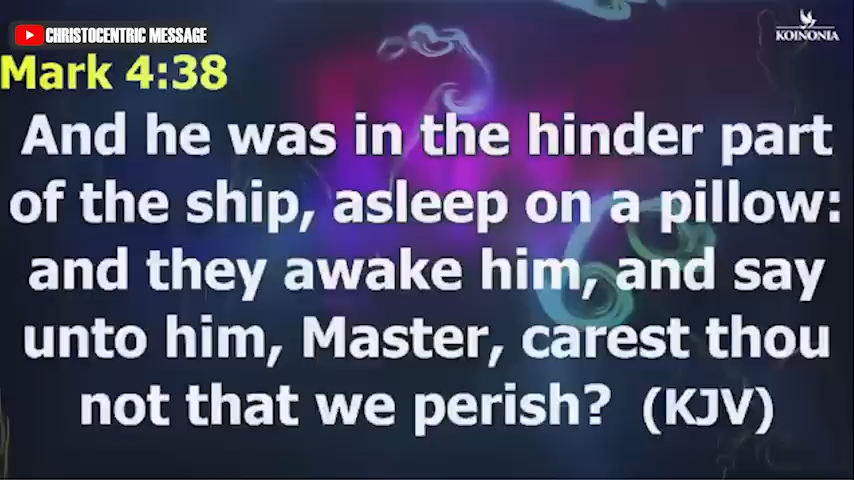 CHRISTOCENTRIC MESSAGE
KOINONIA
Mark 4:38
And he was in the hinder part
of the ship, asleep on a pillow:
and they awake him, and say
unto him, Master, carest thou
not that we perish? (KJV)